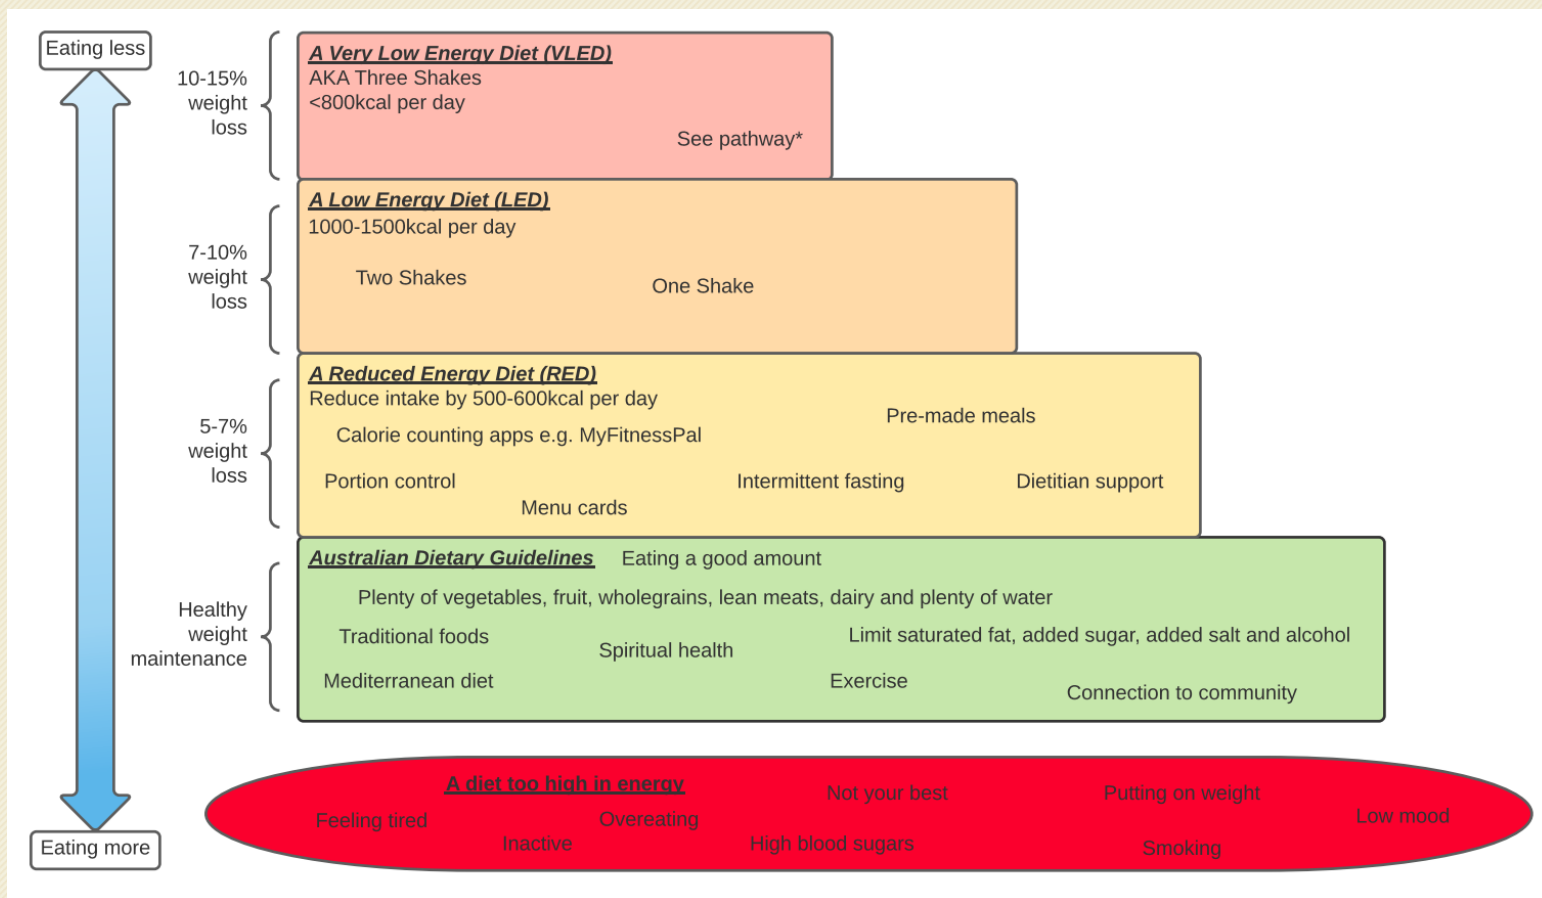 Eating less
10-15%
weight
loss
A Very Low Energy Diet (VLED)
AKA Three Shakes
<800kcal per day
See pathway*
7-10%
weight
loss
A Low Energy Diet (LED)
1000-1500kcal per day
Two Shakes
One Shake
5-7%
weight
loss
A Reduced Energy Diet (RED)
Reduce intake by 500-600kcal per day
Pre-made meals
Calorie counting apps e.g. MyFitnessPal
Portion control
Intermittent fasting
Dietitian support
Menu cards
Healthy
weight
maintenance
Australian Dietary Guidelines Eating a good amount
Plenty of vegetables, fruit, wholegrains, lean meats, dairy and plenty of water
Traditional foods
Spiritual health
Limit saturated fat, added sugar, added salt and alcohol
Mediterranean diet
Exercise
Connection to community
Eating more
A diet too high in energy
Not your best
Putting on weight
Feeling tired
Overeating
Low mood
Inactive
High blood sugars
Smoking